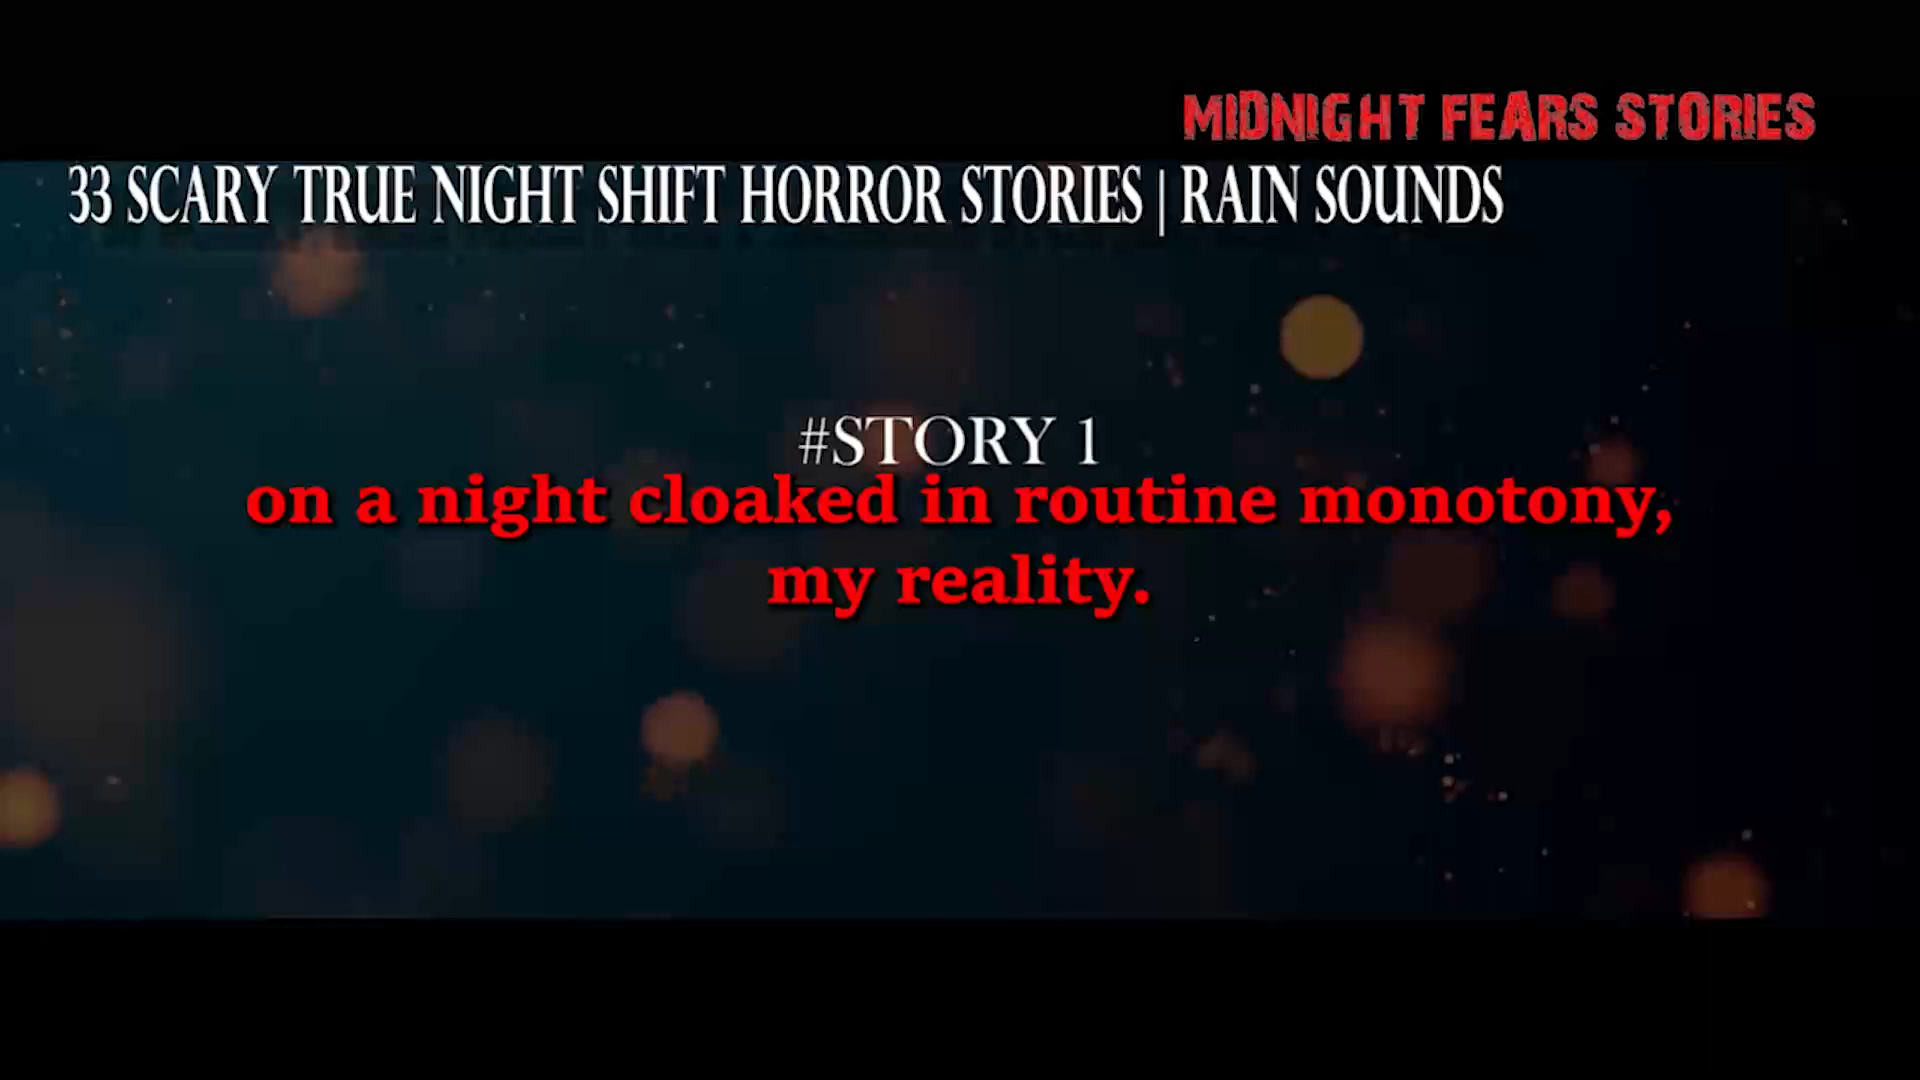 MIDNIGHT FEARS STORIES
33 SCARY TRUE NIGHT SHIFT HORROR STORIES | RAIN SOUNDS
#STORY 1
on a night cloaked in routine monotony,
my reality.